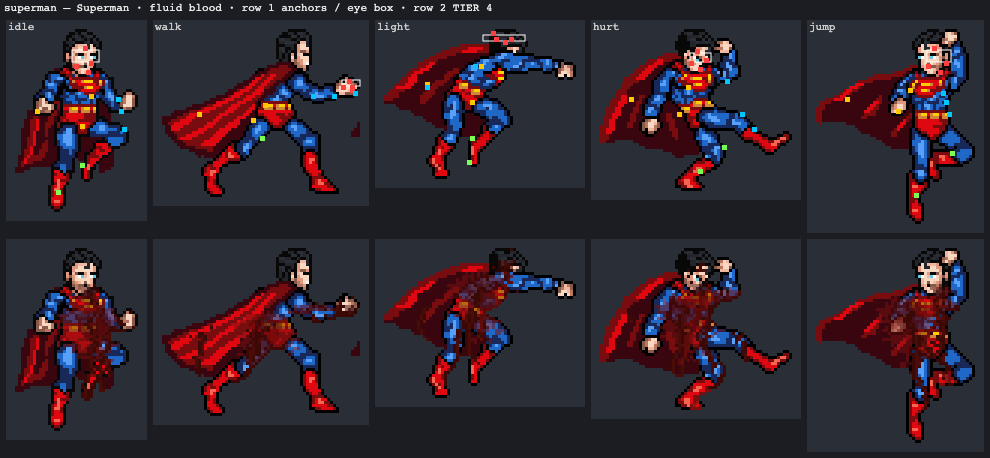 superman — Superman · fluid blood · row 1 anchors / eye box · row 2 TIER 4
idle
walk
light
hurt
jump